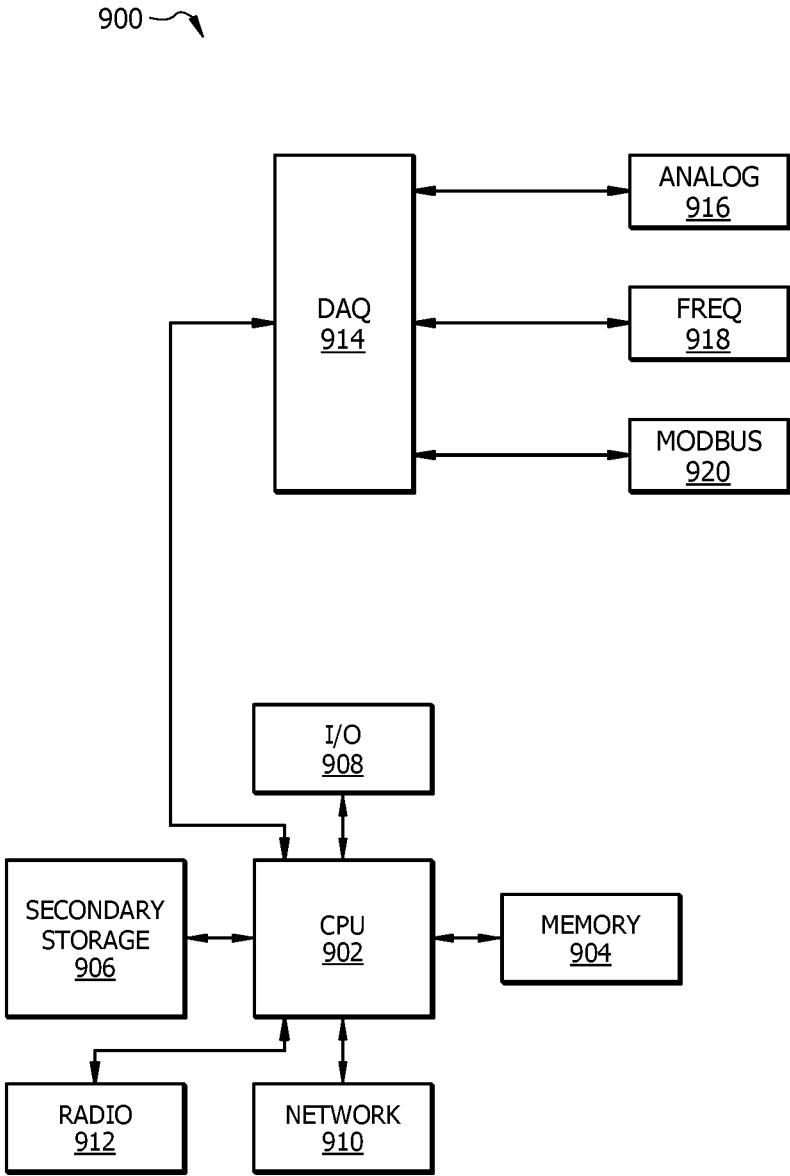 900
ANALOG
916
DAQ
914
FREQ
918
MODBUS
920
I/O
908
SECONDARY
STORAGE
906
CPU
902
MEMORY
904
RADIO
912
NETWORK
910